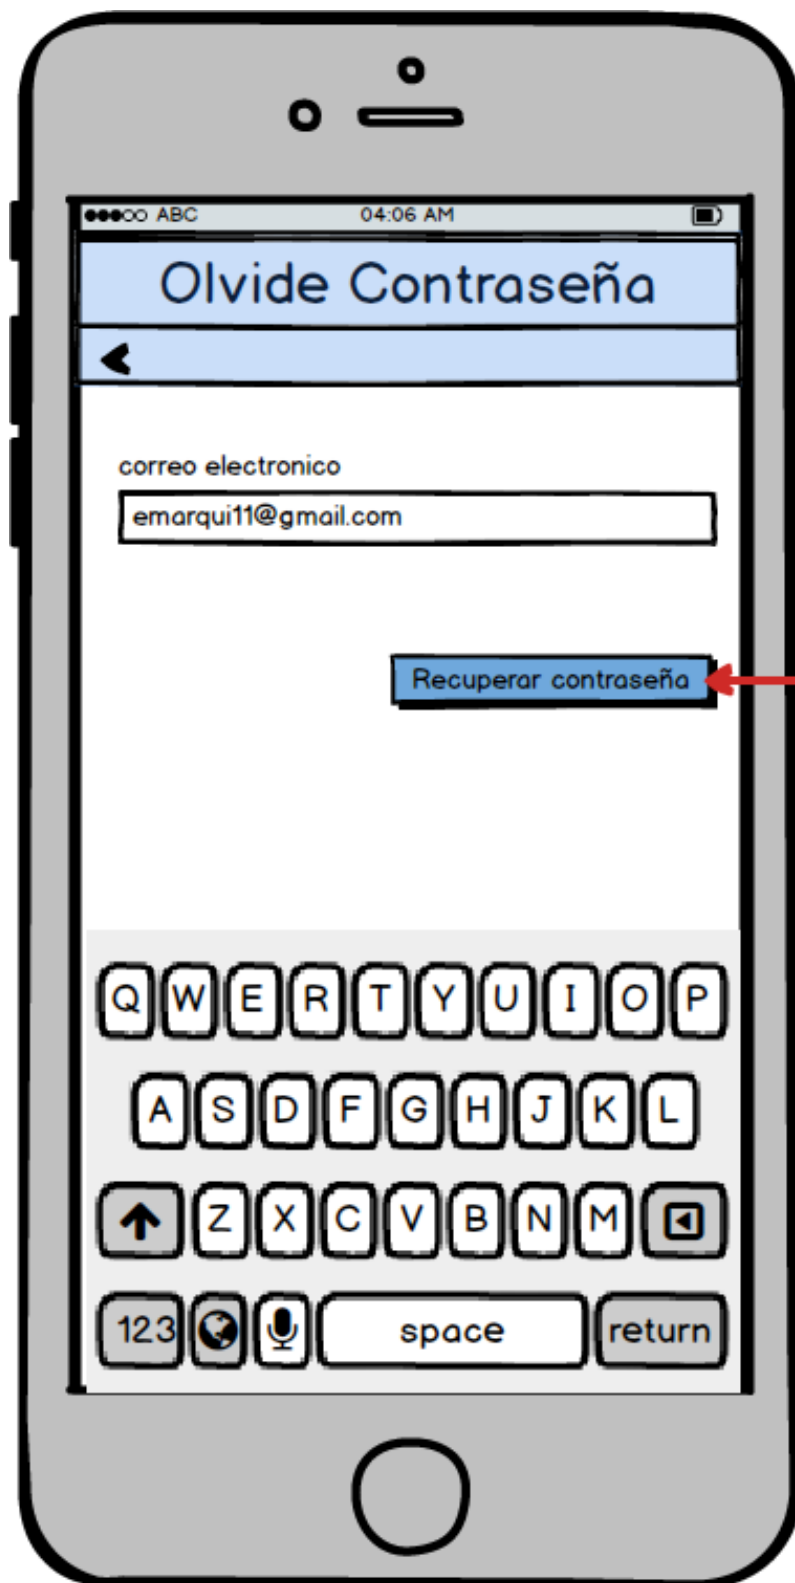 ABC 04:06 AM
Olvide Contraseña
correo electronico
emarqui11@gmail.com
Recuperar contraseña
Q W E R T Y U I O P
A S D F G H J K L
Z X C V B N M
123 space return